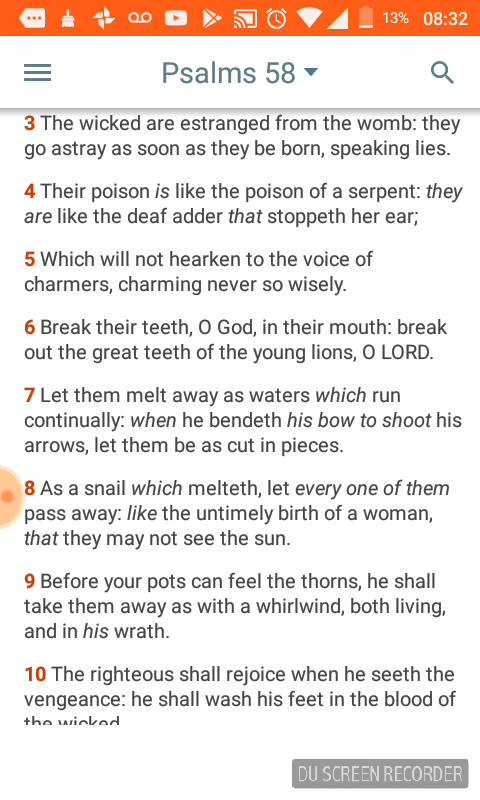 13% 08:32
Psalms 58
3 The wicked are estranged from the womb: they
go astray as soon as they be born, speaking lies.
4 Their poison is like the poison of a serpent: they
are like the deaf adder that stoppeth her ear;
5 Which will not hearken to the voice of
charmers, charming never so wisely.
6 Break their teeth, O God, in their mouth: break
out the great teeth of the young lions, O LORD.
7 Let them melt away as waters which run
continually: when he bendeth his bow to shoot his
arrows, let them be as cut in pieces.
8 As a snail which melteth, let every one of them
pass away: like the untimely birth of a woman,
that they may not see the sun.
9 Before your pots can feel the thorns, he shall
take them away as with a whirlwind, both living,
and in his wrath.
10 The righteous shall rejoice when he seeth the
vengeance: he shall wash his feet in the blood of
the wicked
DU SCREEN RECORDER